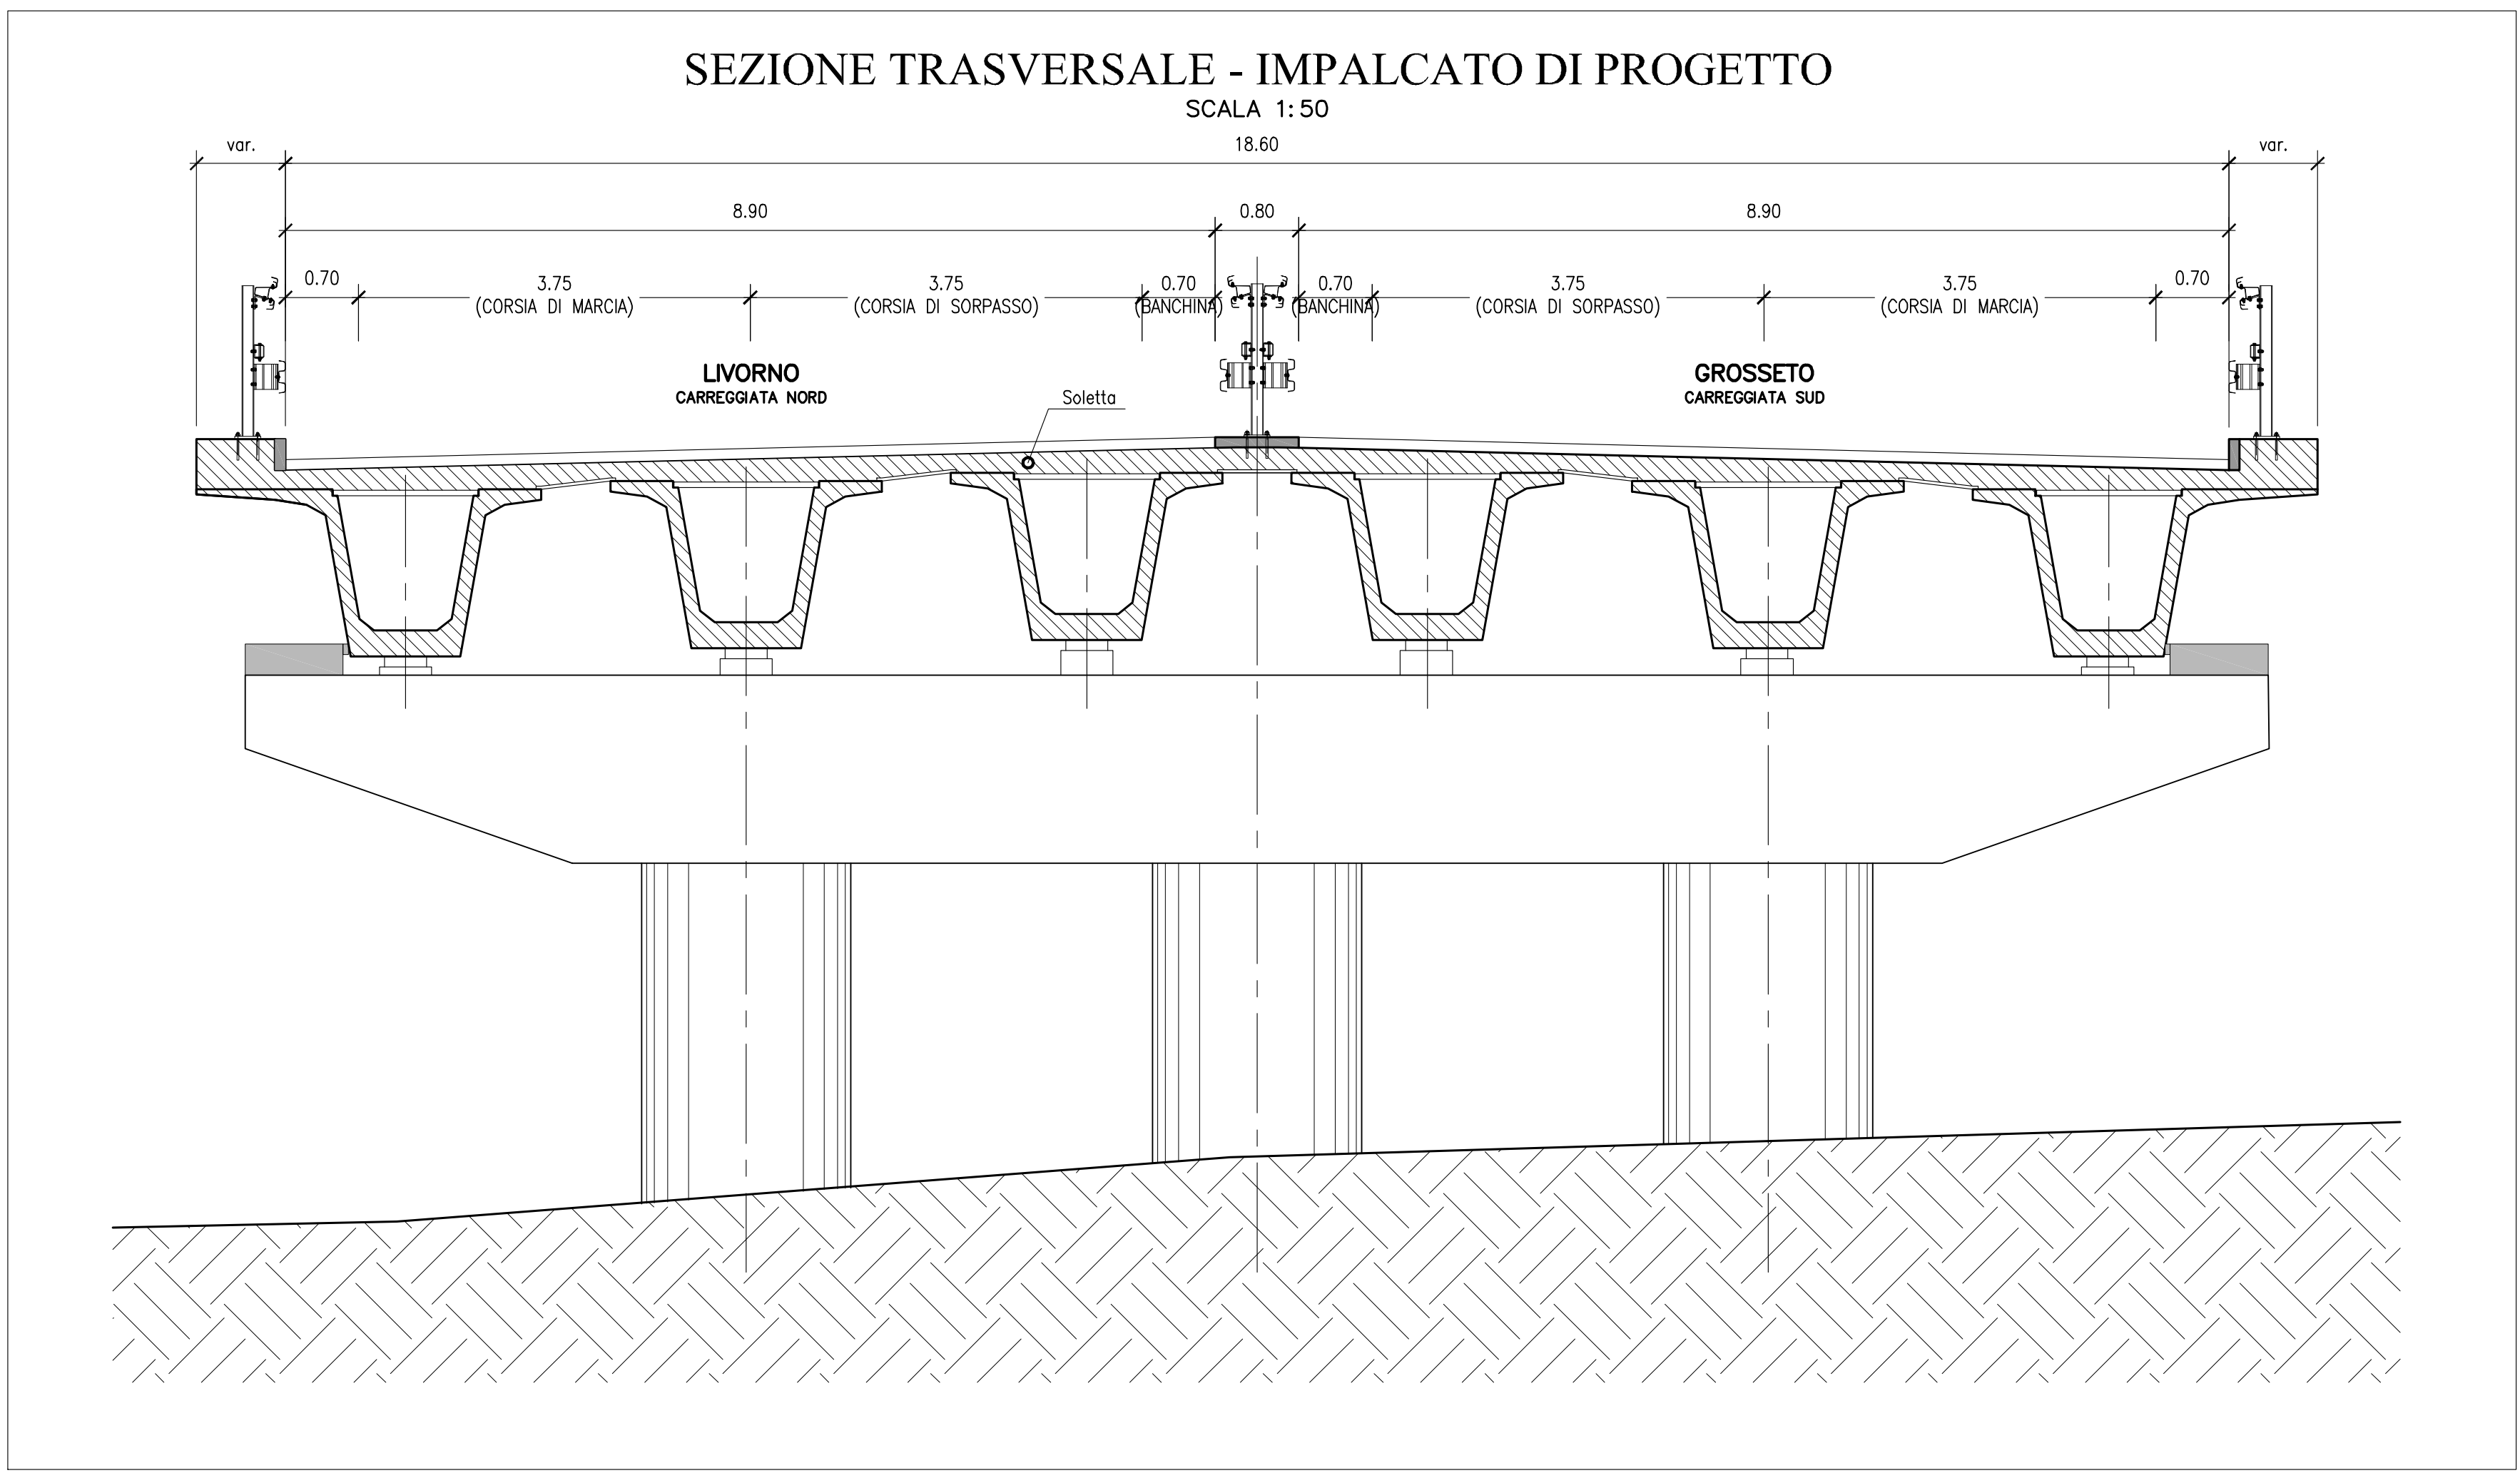 SEZIONE TRASVERSALE - IMPALCATO DI PROGETTO
SCALA 1:50
var.
18.60
var.
8.90
0.80
8.90
0.70
3.75
(CORSIA DI MARCIA)
3.75
(CORSIA DI SORPASSO)
0.70
(BANCHINA)
0.70
(BANCHINA)
3.75
(CORSIA DI SORPASSO)
3.75
(CORSIA DI MARCIA)
0.70
LIVORNO
CARREGGIATA NORD
GROSSETO
CARREGGIATA SUD
Soletta